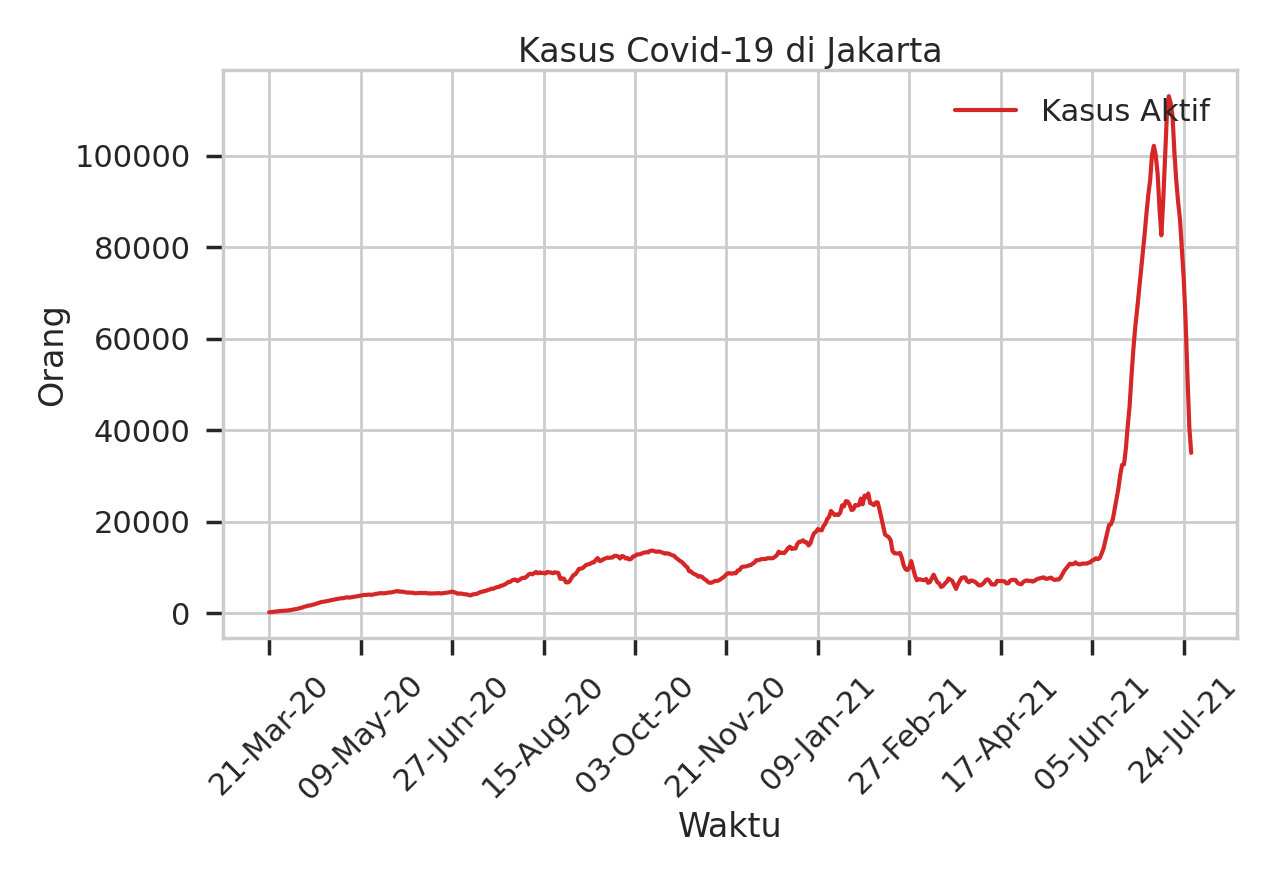 Kasus Covid-19 di Jakarta
Kasus Aktif
100000
80000
60000
40000
20000
0
Orang
21-Mar-20
09-May-20
27-Jun-20
15-Aug-20
03-Oct-20
21-Nov-20
09-Jan-21
27-Feb-21
17-Apr-21
05-Jun-21
24-Jul-21
Waktu